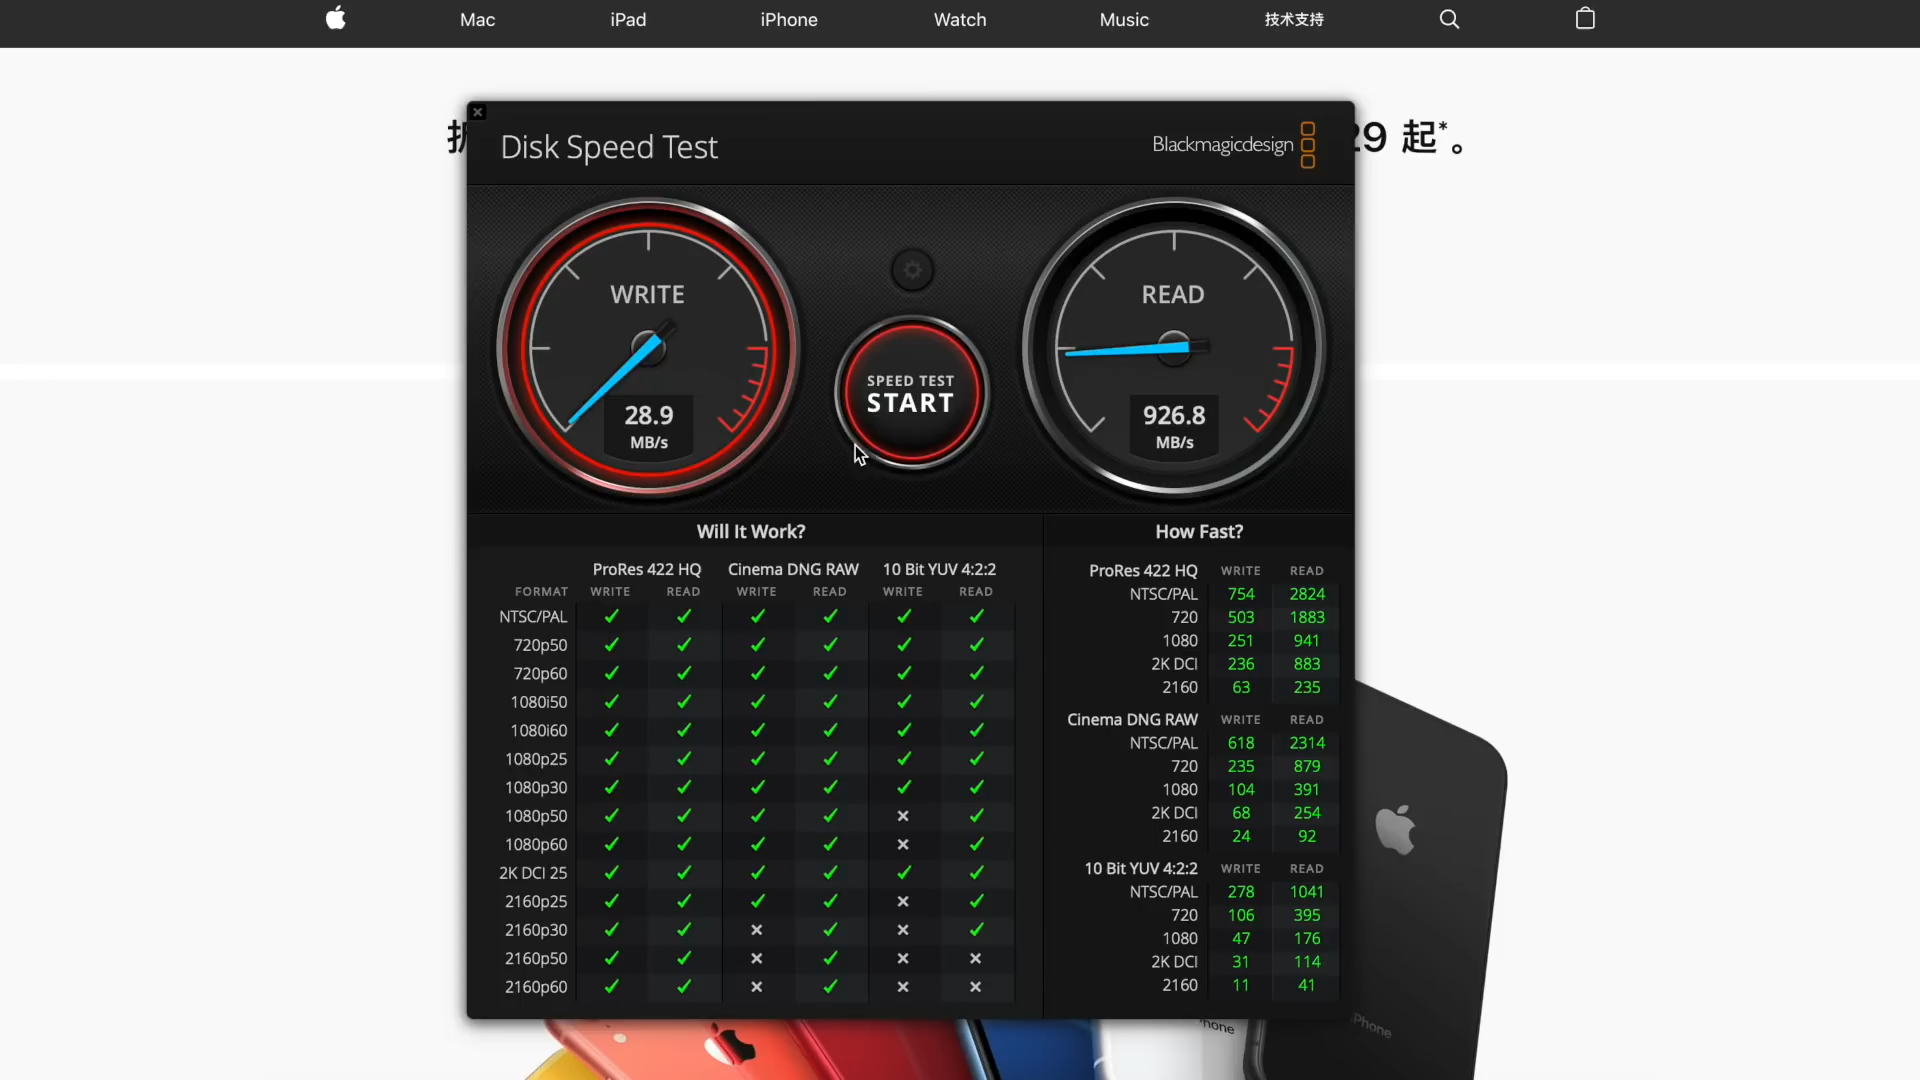 Mac iPad iPhone Watch Music 技术支持
29 起*。
Disk Speed Test
Blackmagicdesign
WRITE
28.9
MB/s
SPEED TEST
START
READ
926.8
MB/s
Will It Work?
ProRes 422 HQ Cinema DNG RAW 10 Bit YUV 4:2:2
FORMAT WRITE READ WRITE READ WRITE READ
NTSC/PAL ✓ ✓ ✓ ✓ ✓ ✓
720p50 ✓ ✓ ✓ ✓ ✓ ✓
720p60 ✓ ✓ ✓ ✓ ✓ ✓
1080i50 ✓ ✓ ✓ ✓ ✓ ✓
1080i60 ✓ ✓ ✓ ✓ ✓ ✓
1080p25 ✓ ✓ ✓ ✓ ✓ ✓
1080p30 ✓ ✓ ✓ ✓ ✓ ✓
1080p50 ✓ ✓ ✓ ✓ × ✓
1080p60 ✓ ✓ ✓ ✓ × ✓
2K DCI 25 ✓ ✓ ✓ ✓ ✓ ✓
2160p25 ✓ ✓ ✓ ✓ × ✓
2160p30 ✓ ✓ × ✓ × ✓
2160p50 ✓ ✓ × ✓ × ×
2160p60 ✓ ✓ × ✓ × ×
How Fast?
ProRes 422 HQ WRITE READ
NTSC/PAL 754 2824
720 503 1883
1080 251 941
2K DCI 236 883
2160 63 235
Cinema DNG RAW WRITE READ
NTSC/PAL 618 2314
720 235 879
1080 104 391
2K DCI 68 254
2160 24 92
10 Bit YUV 4:2:2 WRITE READ
NTSC/PAL 278 1041
720 106 395
1080 47 176
2K DCI 31 114
2160 11 41
hone
iPhone